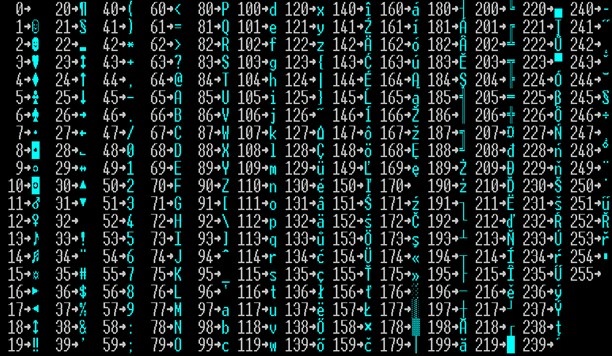 0→ 20→¶ 40→( 60→< 80→P 100→d 120→x 140→î 160→á 180→┤ 200→╚ 220→▄ 240→-
1→☺ 21→§ 41→) 61→= 81→Q 101→e 121→y 141→Ź 161→í 181→Á 201→╔ 221→Ţ 241→˝
2→☻ 22→▬ 42→* 62→> 82→R 102→f 122→z 142→Ä 162→ó 182→Â 202→╩ 222→Ů 242→˛
3→♥ 23→↨ 43→+ 63→? 83→S 103→g 123→{ 143→Ć 163→ú 183→Ě 203→╦ 223→▀ 243→ˇ
4→♦ 24→↑ 44→, 64→@ 84→T 104→h 124→| 144→É 164→Ą 184→Ş 204→╠ 224→Ó 244→˘
5→♣ 25→↓ 45→- 65→A 85→U 105→i 125→} 145→Ĺ 165→ą 185→╣ 205→═ 225→ß 245→§
6→♠ 26→→ 46→. 66→B 86→V 106→j 126→~ 146→ĺ 166→Ž 186→║ 206→╬ 226→Ô 246→÷
7→• 27→← 47→/ 67→C 87→W 107→k 127→⌂ 147→ô 167→ž 187→╗ 207→¤ 227→Ń 247→¸
8→◘ 28→∟ 48→0 68→D 88→X 108→l 128→Ç 148→ö 168→Ę 188→╝ 208→đ 228→ń 248→°
9→○ 29→↔ 49→1 69→E 89→Y 109→m 129→ü 149→Ľ 169→ę 189→Ż 209→Đ 229→ň 249→¨
10→◙ 30→▲ 50→2 70→F 90→Z 110→n 130→é 150→ľ 170→ 190→ż 210→Ď 230→Š 250→˙
11→♂ 31→▼ 51→3 71→G 91→[ 111→o 131→â 151→Ś 171→ź 191→┐ 211→Ë 231→š 251→ű
12→♀ 32→ 52→4 72→H 92→\ 112→p 132→ä 152→ś 172→Č 192→└ 212→ď 232→Ŕ 252→Ř
13→♪ 33→! 53→5 73→I 93→] 113→q 133→ů 153→Ö 173→ş 193→┴ 213→Ň 233→Ú 253→ř
14→♫ 34→" 54→6 74→J 94→^ 114→r 134→ć 154→Ü 174→« 194→┬ 214→Í 234→ŕ 254→■
15→☼ 35→# 55→7 75→K 95→_ 115→s 135→ç 155→Ť 175→» 195→├ 215→Î 235→Ű 255→
16→► 36→$ 56→8 76→L 96→` 116→t 136→ł 156→ť 176→░ 196→─ 216→ě 236→ý
17→◄ 37→% 57→9 77→M 97→a 117→u 137→ë 157→Ł 177→▒ 197→┼ 217→┘ 237→Ý
18→↕ 38→& 58→: 78→N 98→b 118→v 138→Ő 158→× 178→▓ 198→Ă 218→┌ 238→ţ
19→‼ 39→' 59→; 79→O 99→c 119→w 139→ő 159→č 179→│ 199→ă 219→█ 239→´